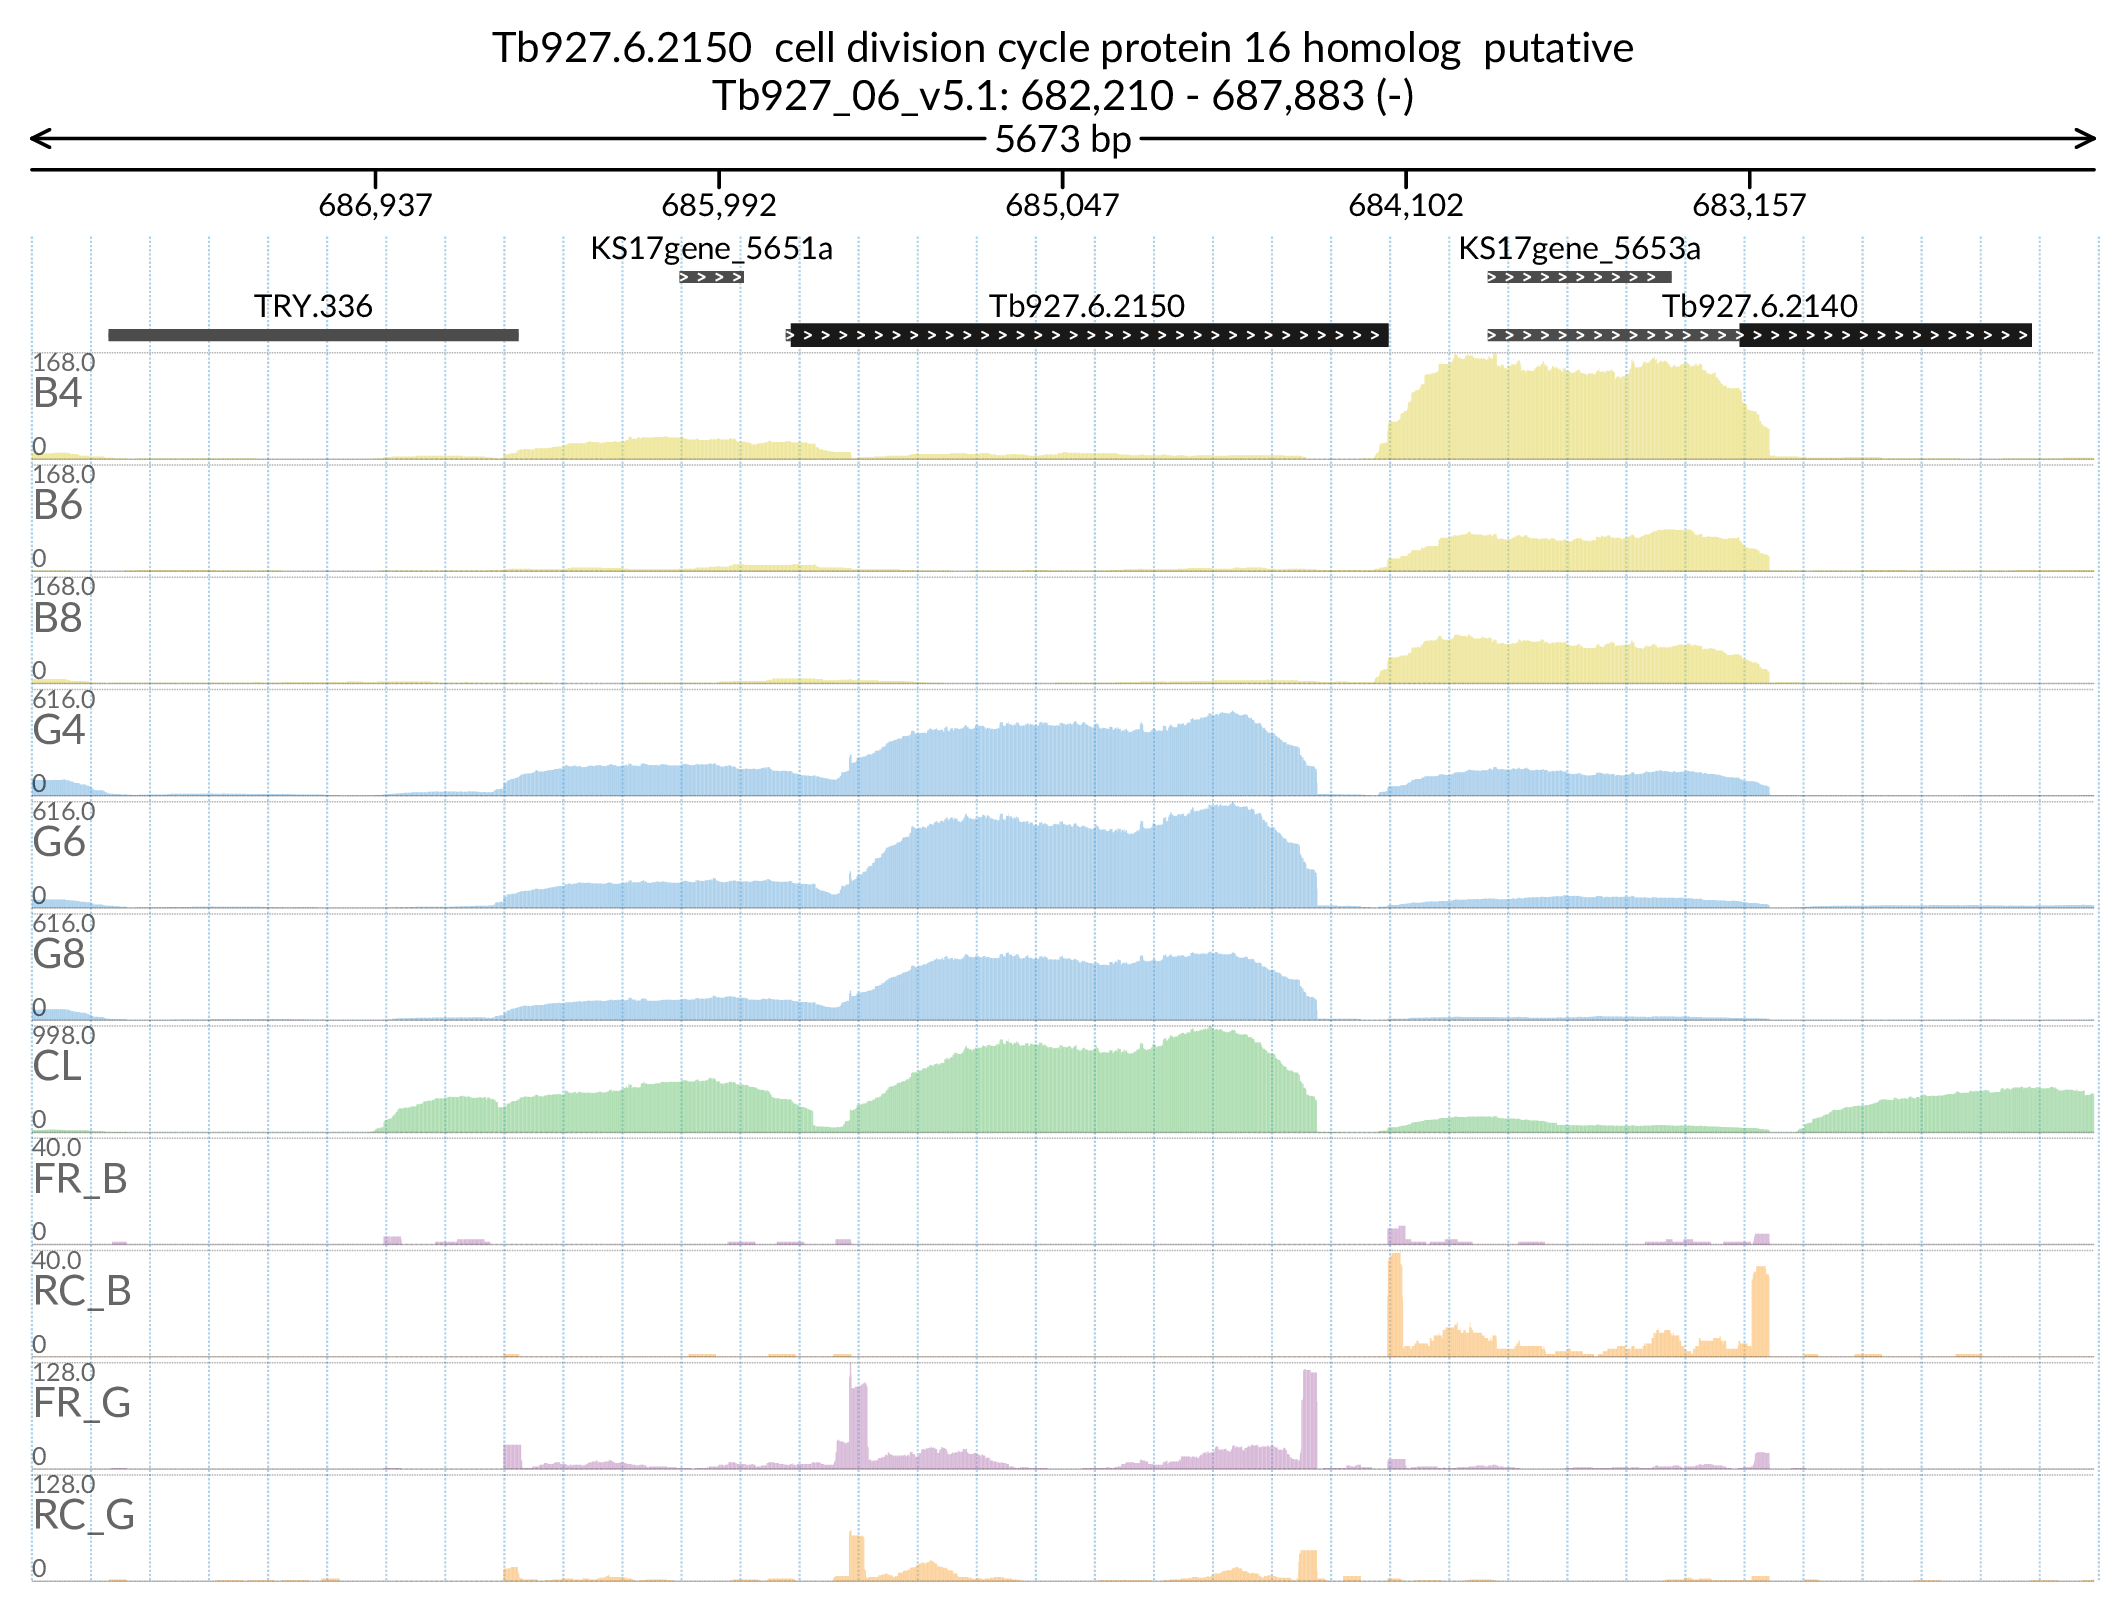 Tb927.6.2150  cell division cycle protein 16 homolog  putative
Tb927_06_v5.1: 682,210 - 687,883 (-)
5673 bp
686,937 685,992 685,047 684,102 683,157
KS17gene_5651a KS17gene_5653a
TRY.336 Tb927.6.2150 Tb927.6.2140
168.0
B4
0
168.0
B6
0
168.0
B8
0
616.0
G4
0
616.0
G6
0
616.0
G8
0
998.0
CL
0
40.0
FR_B
0
40.0
RC_B
0
128.0
FR_G
0
128.0
RC_G
0